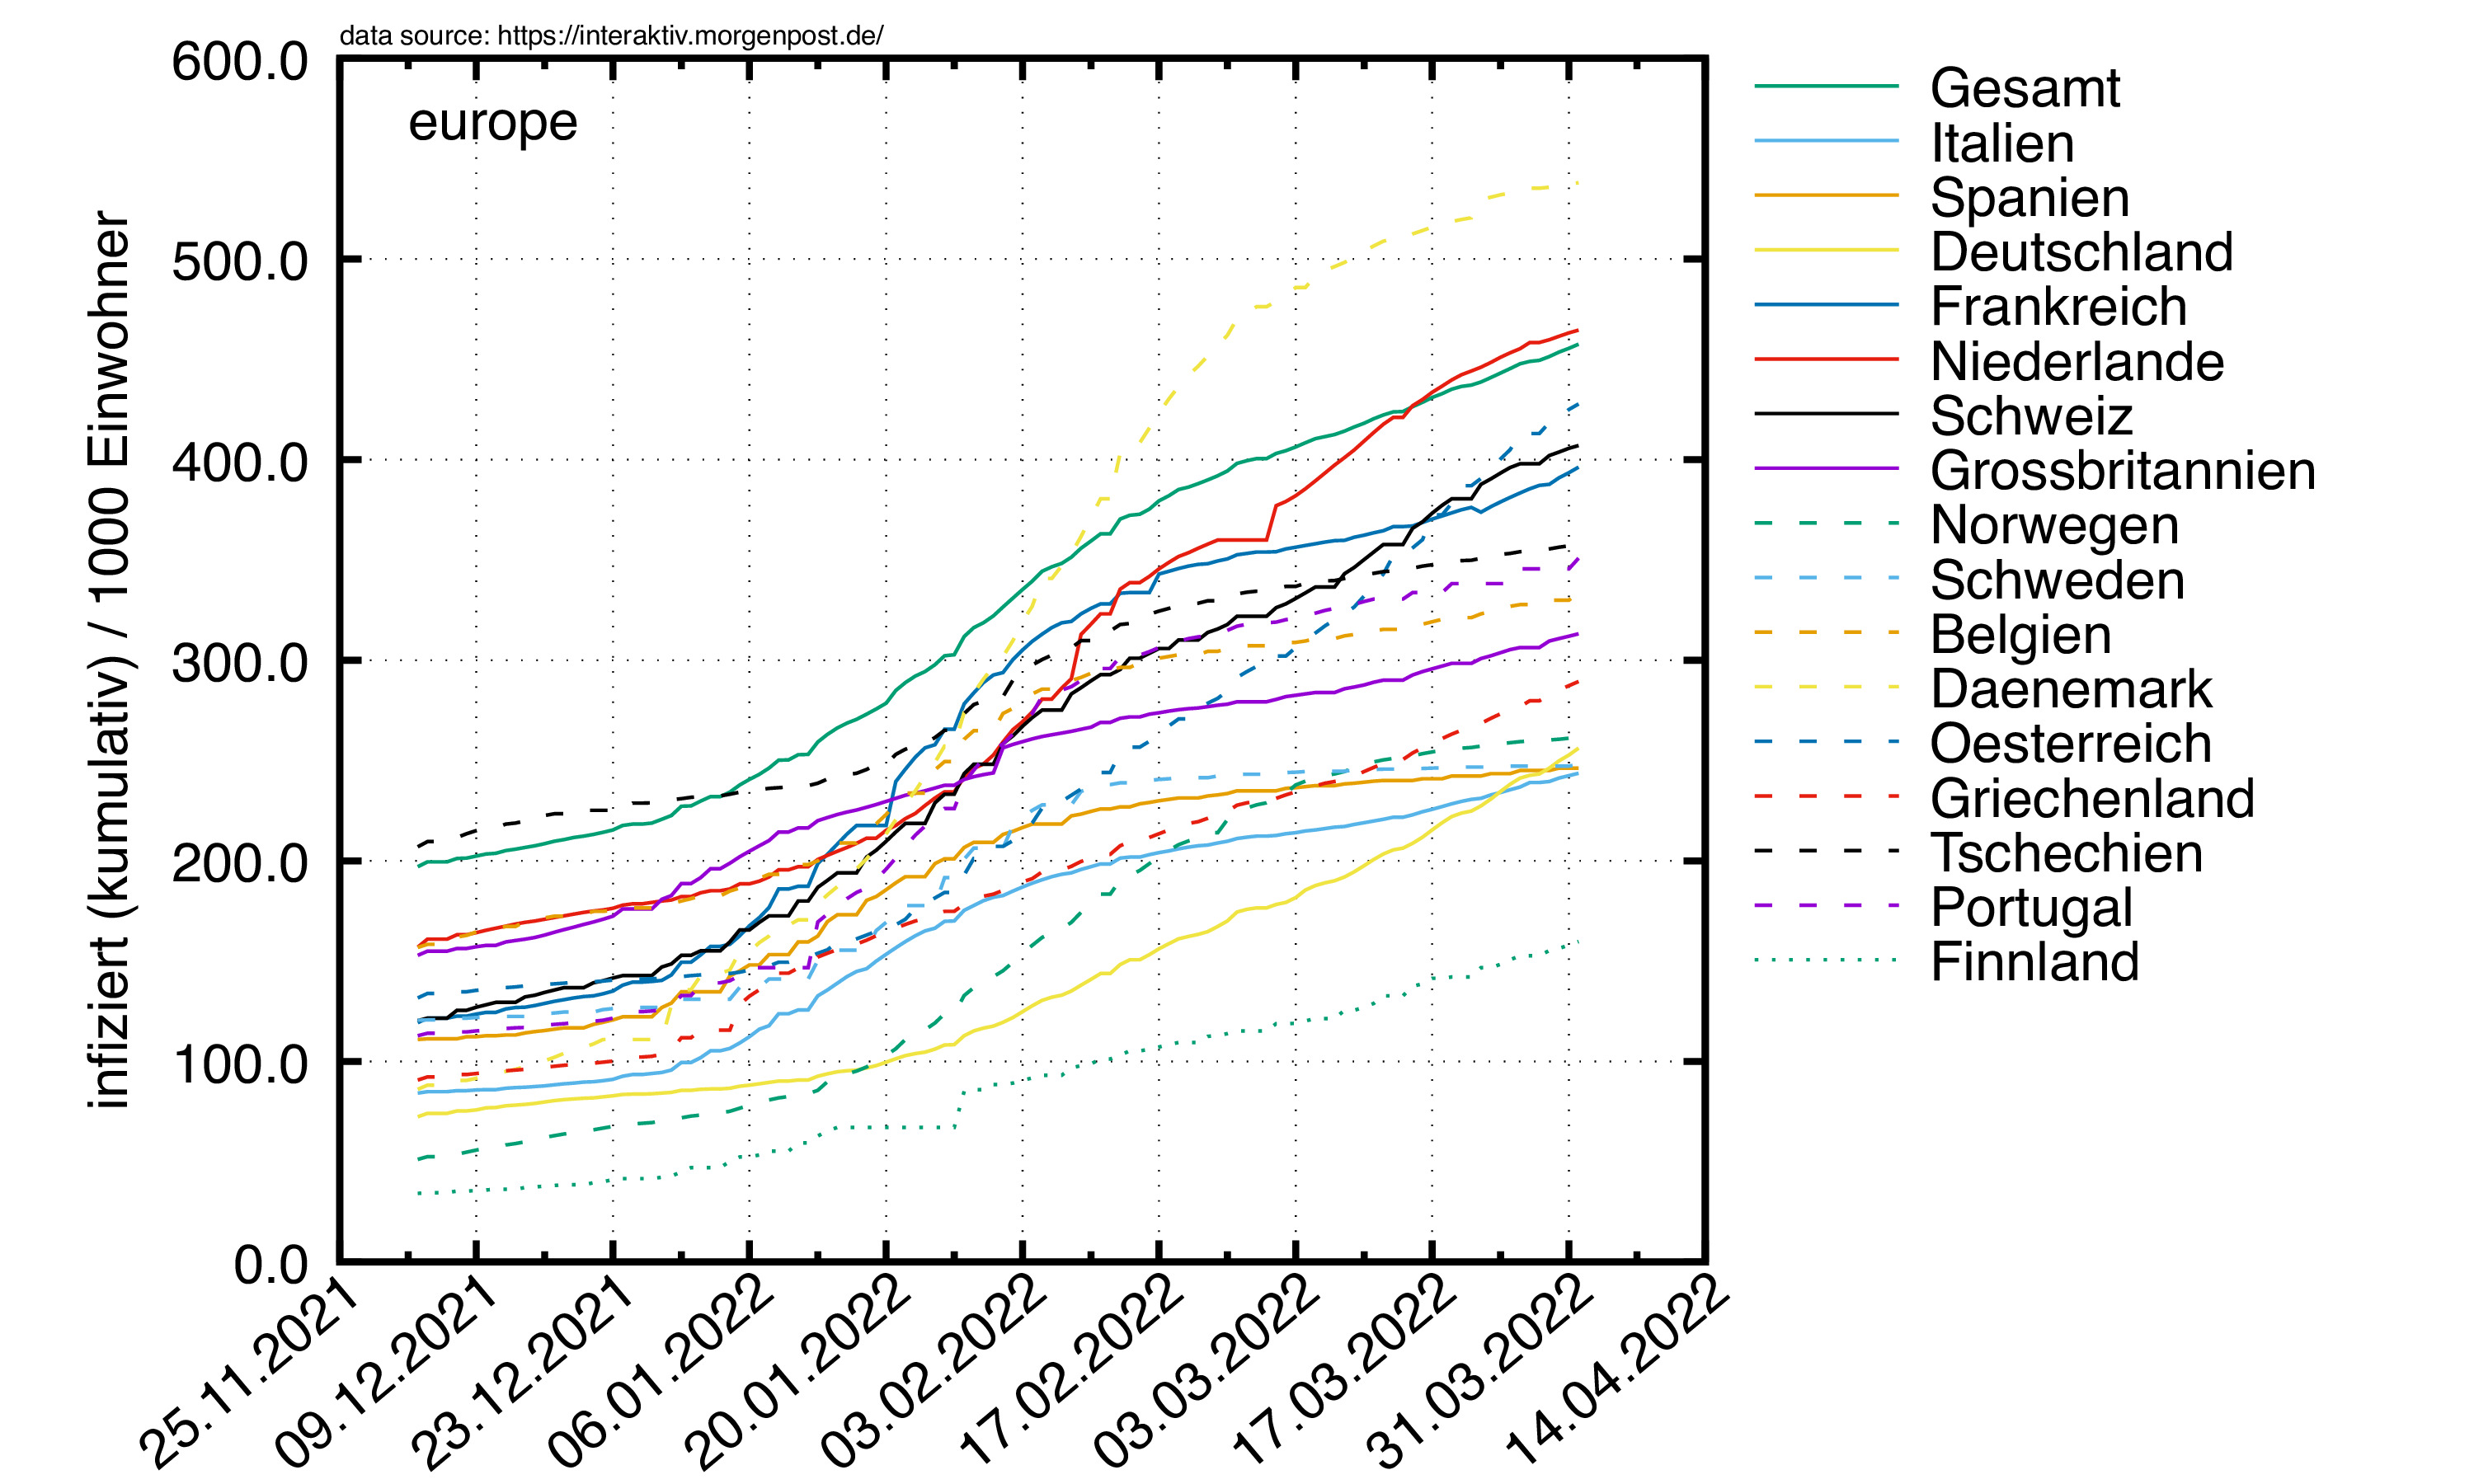 data source: https://interaktiv.morgenpost.de/
europe
infiziert (kumulativ) / 1000 Einwohner
600.0
500.0
400.0
300.0
200.0
100.0
0.0
25.11.2021
09.12.2021
23.12.2021
06.01.2022
20.01.2022
03.02.2022
17.02.2022
03.03.2022
17.03.2022
31.03.2022
14.04.2022
Gesamt
Italien
Spanien
Deutschland
Frankreich
Niederlande
Schweiz
Grossbritannien
Norwegen
Schweden
Belgien
Daenemark
Oesterreich
Griechenland
Tschechien
Portugal
Finnland